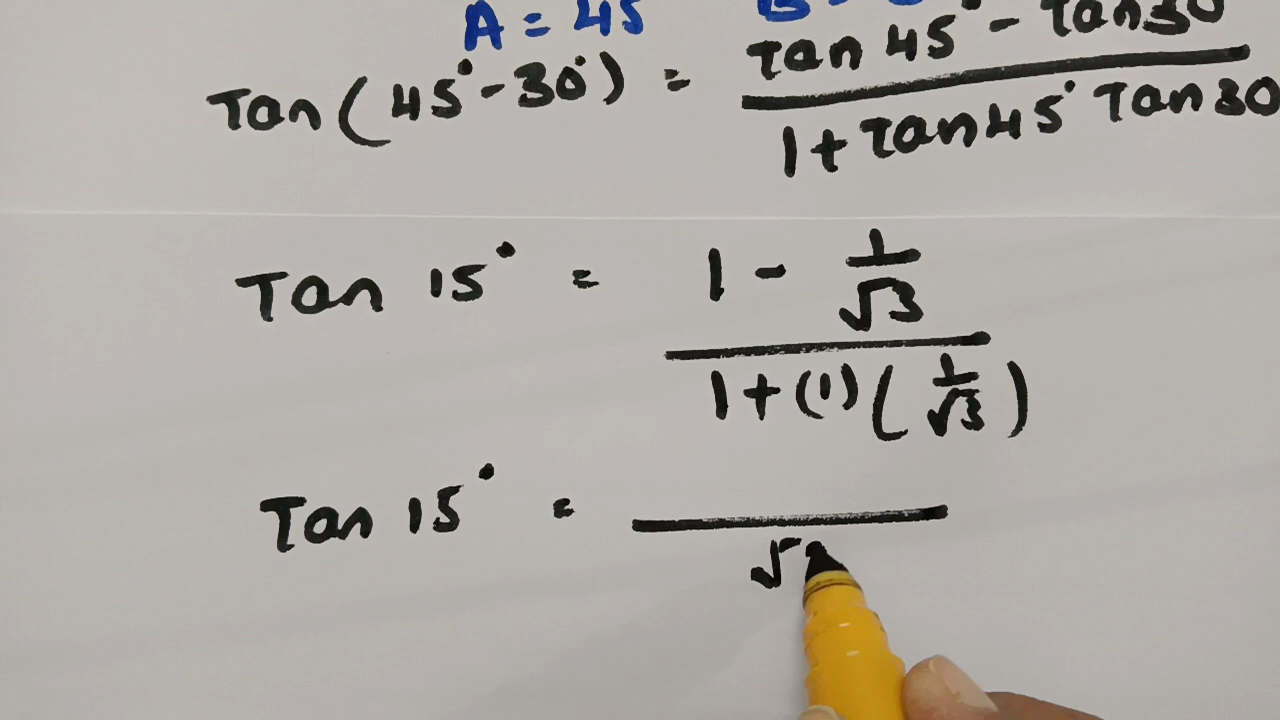 A = 45
Tan (45° - 30°) = Tan 45° - Tan 30 / 1 + Tan 45° Tan 30
Tan 15° = 1 - 1/√3 / 1 + (1) (1/√3)
Tan 15° = / √